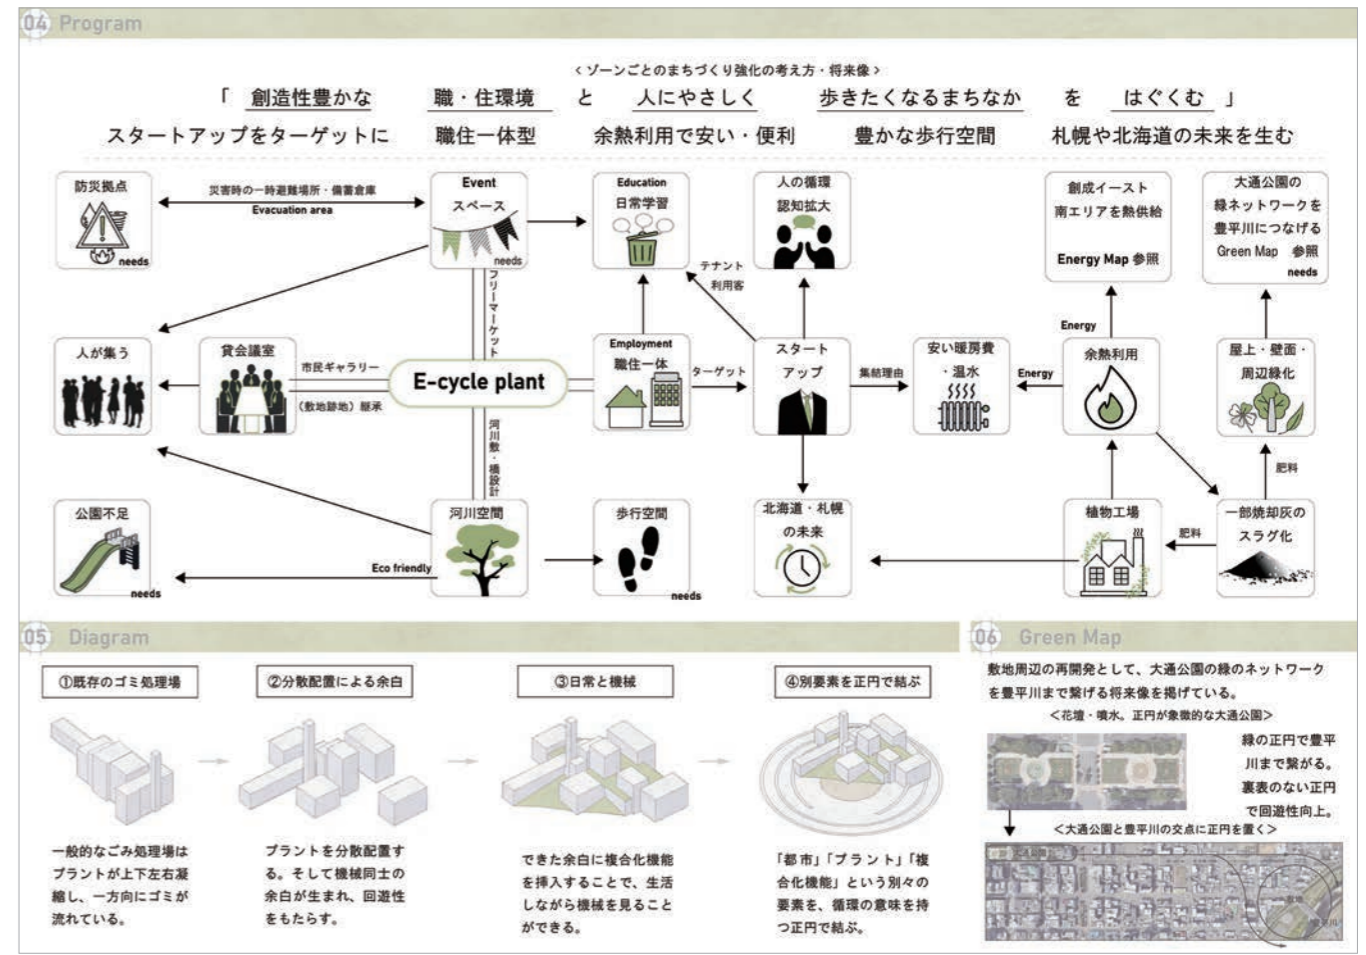 04 Program
＜ゾーンごとのまちづくり強化の考え方・将来像＞
「 創造性豊かな 職・住環境 と 人にやさしく 歩きたくなるまちなか を はぐくむ 」
スタートアップをターゲットに 職住一体型 余熱利用で安い・便利 豊かな歩行空間 札幌や北海道の未来を生む
防災拠点
needs
災害時の一時避難場所・備蓄倉庫
Evacuation area
Event
スペース
needs
Education
日常学習
人の循環
認知拡大
創成イースト
南エリアを熱供給
Energy Map 参照
大通公園の
緑ネットワークを
豊平川につなげる
Green Map 参照
needs
フリーマーケット
テナント
利用客
Energy
人が集う
貸会議室
市民ギャラリー
（敷地跡地）継承
E-cycle plant
Employment
職住一体
ターゲット
スタート
アップ
集結理由
安い暖房費
・温水
Energy
余熱利用
屋上・壁面・
周辺緑化
河川敷・橋設計
肥料
公園不足
needs
Eco friendly
河川空間
歩行空間
needs
北海道・札幌
の未来
植物工場
肥料
一部焼却灰の
スラグ化
05 Diagram
①既存のゴミ処理場
一般的なごみ処理場は
プラントが上下左右凝
縮し、一方向にゴミが
流れている。
②分散配置による余白
プラントを分散配置す
る。そして機械同士の
余白が生まれ、回遊性
をもたらす。
③日常と機械
できた余白に複合化機能
を挿入することで、生活
しながら機械を見ること
ができる。
④別要素を正円で結ぶ
「都市」「プラント」「複
合化機能」という別々の
要素を、循環の意味を持
つ正円で結ぶ。
06 Green Map
敷地周辺の再開発として、大通公園の緑のネットワーク
を豊平川まで繋げる将来像を掲げている。
＜花壇・噴水。正円が象徴的な大通公園＞
緑の正円で豊平
川まで繋がる。
裏表のない正円
で回遊性向上。
＜大通公園と豊平川の交点に正円を置く＞
敷地
豊平川